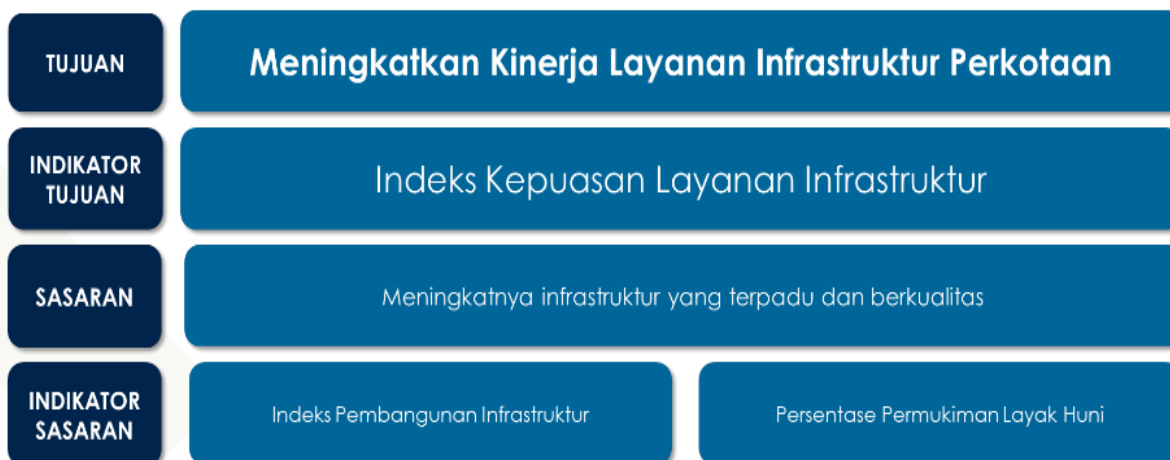 TUJUAN
Meningkatkan Kinerja Layanan Infrastruktur Perkotaan
INDIKATOR
TUJUAN
Indeks Kepuasan Layanan Infrastruktur
SASARAN
Meningkatnya infrastruktur yang terpadu dan berkualitas
INDIKATOR
SASARAN
Indeks Pembangunan Infrastruktur
Persentase Permukiman Layak Huni